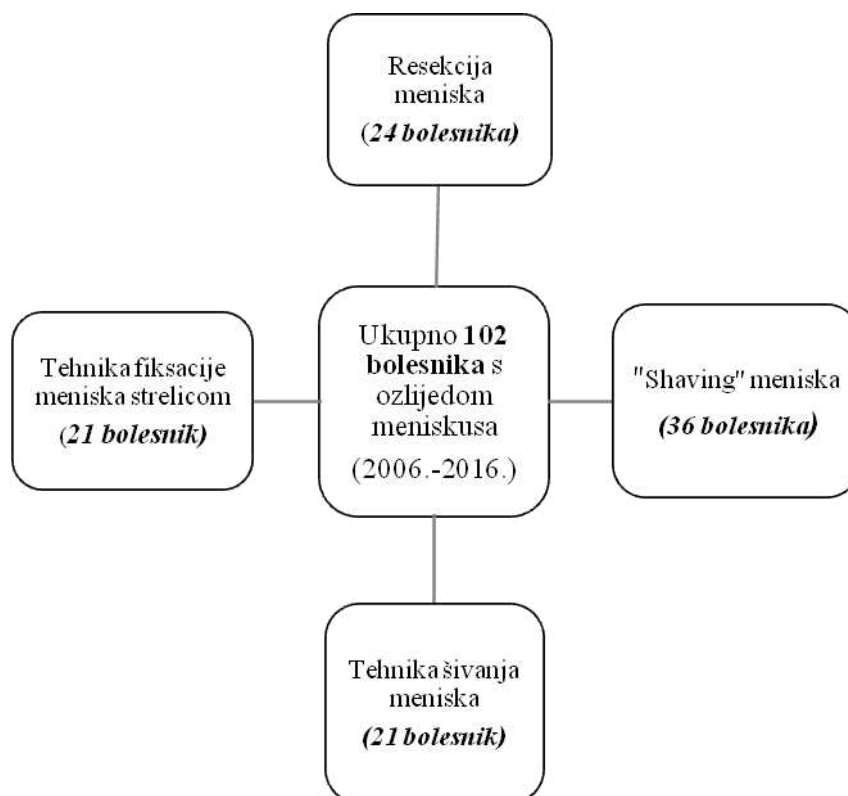 Resekcija
meniska
(24 bolesnika)
Tehnika fiksacije
meniska strelicom
(21 bolesnik)
Ukupno 102
bolesnika s
ozlijedom
meniskusa
(2006.-2016.)
"Shaving" meniska
(36 bolesnika)
Tehnika šivanja
meniska
(21 bolesnik)